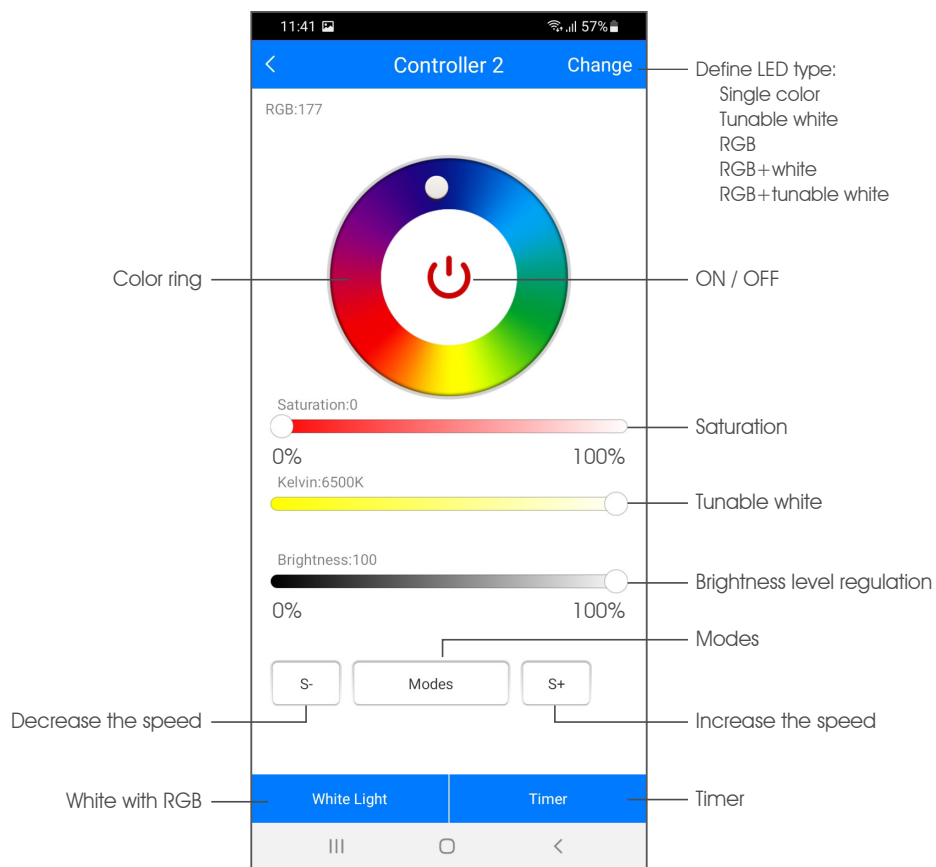 11:41 57%
Controller 2 Change
Define LED type:
Single color
Tunable white
RGB
RGB+white
RGB+tunable white
RGB:177
Color ring
ON / OFF
Saturation:0
Saturation
0% 100%
Kelvin:6500K
Tunable white
Brightness:100
Brightness level regulation
0% 100%
Modes
S- Modes S+
Decrease the speed
Increase the speed
White with RGB
White Light Timer
Timer